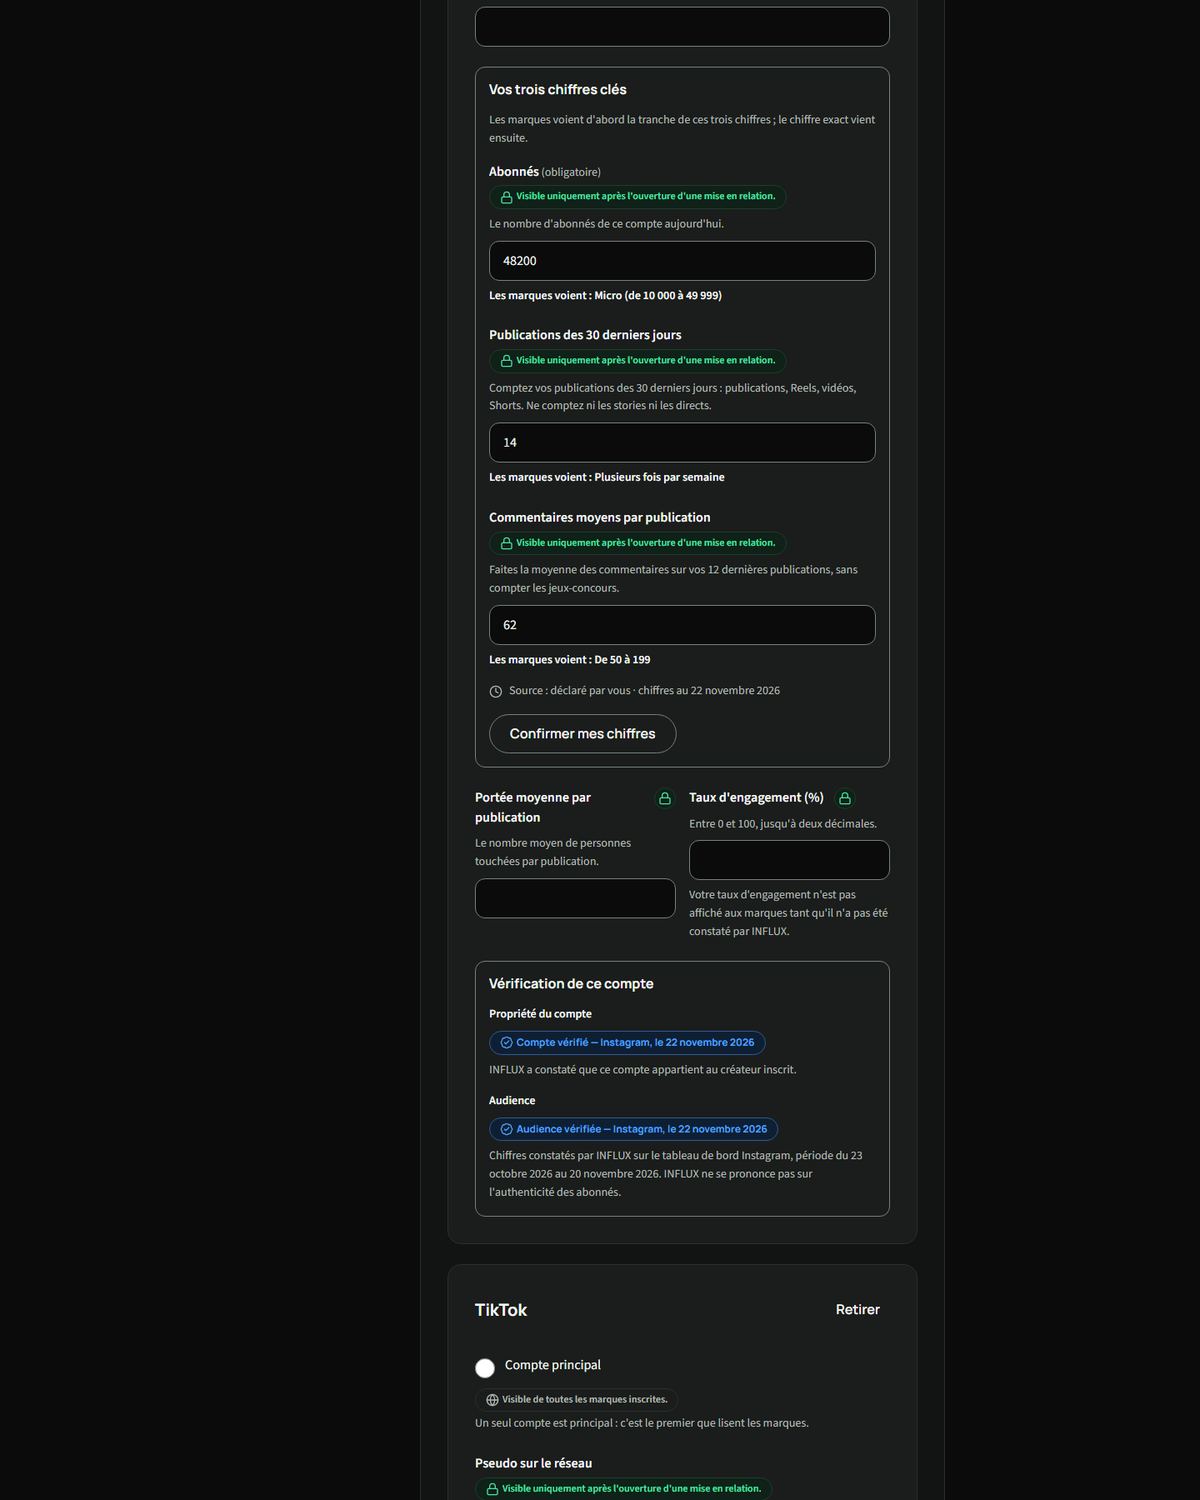 Vos trois chiffres clés
Les marques voient d'abord la tranche de ces trois chiffres ; le chiffre exact vient
ensuite.
Abonnés (obligatoire)
Visible uniquement après l'ouverture d'une mise en relation.
Le nombre d'abonnés de ce compte aujourd'hui.
48200
Les marques voient : Micro (de 10 000 à 49 999)
Publications des 30 derniers jours
Visible uniquement après l'ouverture d'une mise en relation.
Comptez vos publications des 30 derniers jours : publications, Reels, vidéos,
Shorts. Ne comptez ni les stories ni les directs.
14
Les marques voient : Plusieurs fois par semaine
Commentaires moyens par publication
Visible uniquement après l'ouverture d'une mise en relation.
Faites la moyenne des commentaires sur vos 12 dernières publications, sans
compter les jeux-concours.
62
Les marques voient : De 50 à 199
Source : déclaré par vous · chiffres au 22 novembre 2026
Confirmer mes chiffres
Portée moyenne par
publication
Le nombre moyen de personnes
touchées par publication.
Taux d'engagement (%)
Entre 0 et 100, jusqu'à deux décimales.
Votre taux d'engagement n'est pas
affiché aux marques tant qu'il n'a pas été
constaté par INFLUX.
Vérification de ce compte
Propriété du compte
Compte vérifié — Instagram, le 22 novembre 2026
INFLUX a constaté que ce compte appartient au créateur inscrit.
Audience
Audience vérifiée — Instagram, le 22 novembre 2026
Chiffres constatés par INFLUX sur le tableau de bord Instagram, période du 23
octobre 2026 au 20 novembre 2026. INFLUX ne se prononce pas sur
l'authenticité des abonnés.
TikTok
Retirer
Compte principal
Visible de toutes les marques inscrites.
Un seul compte est principal : c'est le premier que lisent les marques.
Pseudo sur le réseau
Visible uniquement après l'ouverture d'une mise en relation.